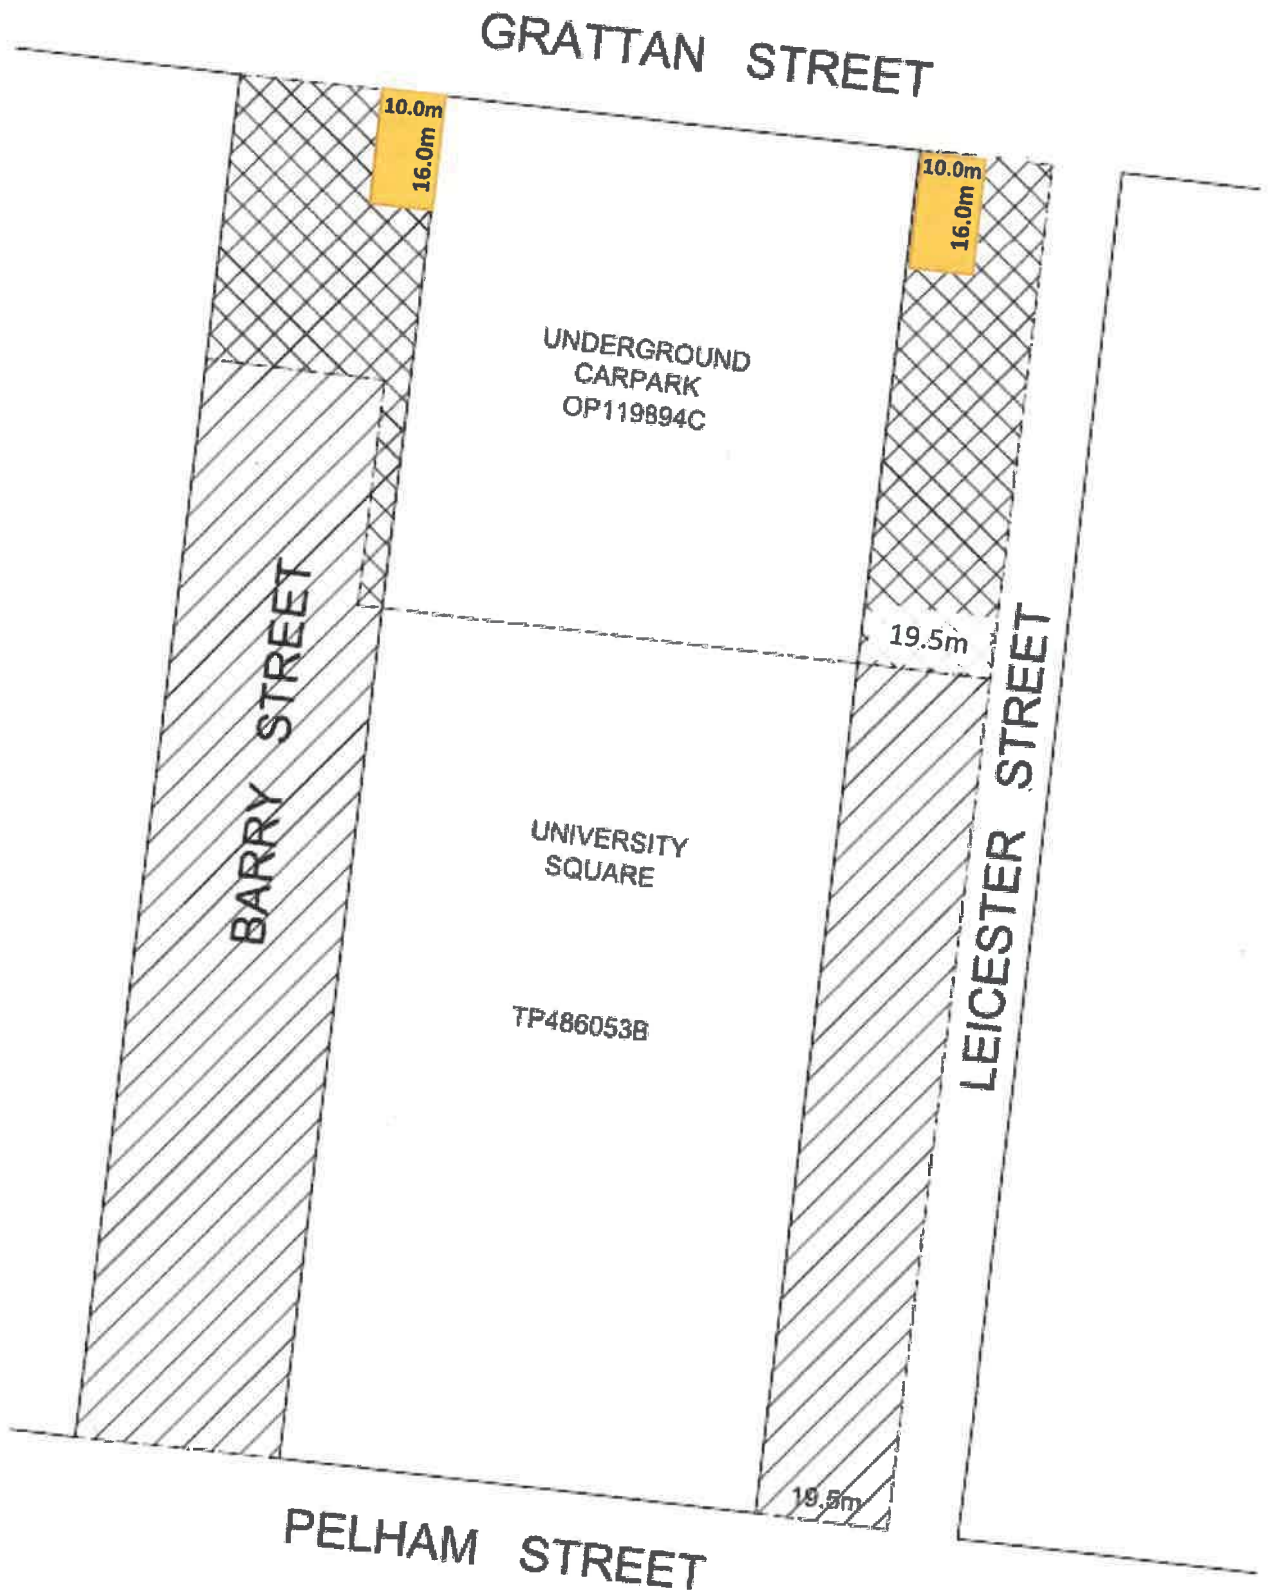 GRATTAN STREET
10.0m
16.0m
10.0m
16.0m
UNDERGROUND
CARPARK
OP119894C
19.5m
BARRY STREET
LEICESTER STREET
UNIVERSITY
SQUARE
TP486053B
19.5m
PELHAM STREET